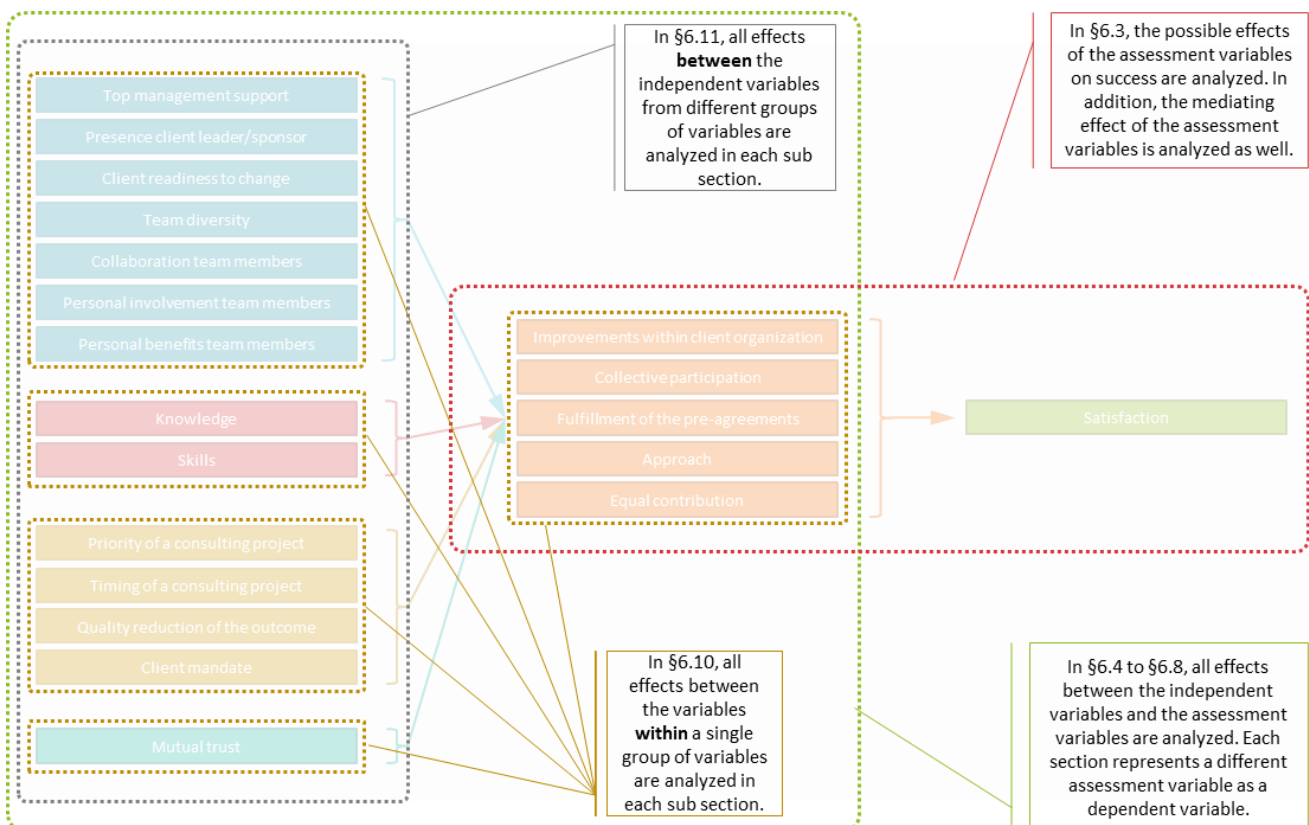 In §6.11, all effects
between the
independent variables
from different groups
of variables are
analyzed in each sub
section.
In §6.3, the possible effects
of the assessment variables
on success are analyzed. In
addition, the mediating
effect of the assessment
variables is analyzed as well.
Top management support
Presence client leader/sponsor
Client readiness to change
Team diversity
Collaboration team members
Personal involvement team members
Personal benefits team members
Knowledge
Skills
Priority of a consulting project
Timing of a consulting project
Quality reduction of the outcome
Client mandate
Mutual trust
Improvements within client organization
Collective participation
Fulfillment of the pre-agreements
Approach
Equal contribution
Satisfaction
In §6.10, all
effects between
the variables
within a single
group of variables
are analyzed in
each sub section.
In §6.4 to §6.8, all effects
between the independent
variables and the assessment
variables are analyzed. Each
section represents a different
assessment variable as a
dependent variable.